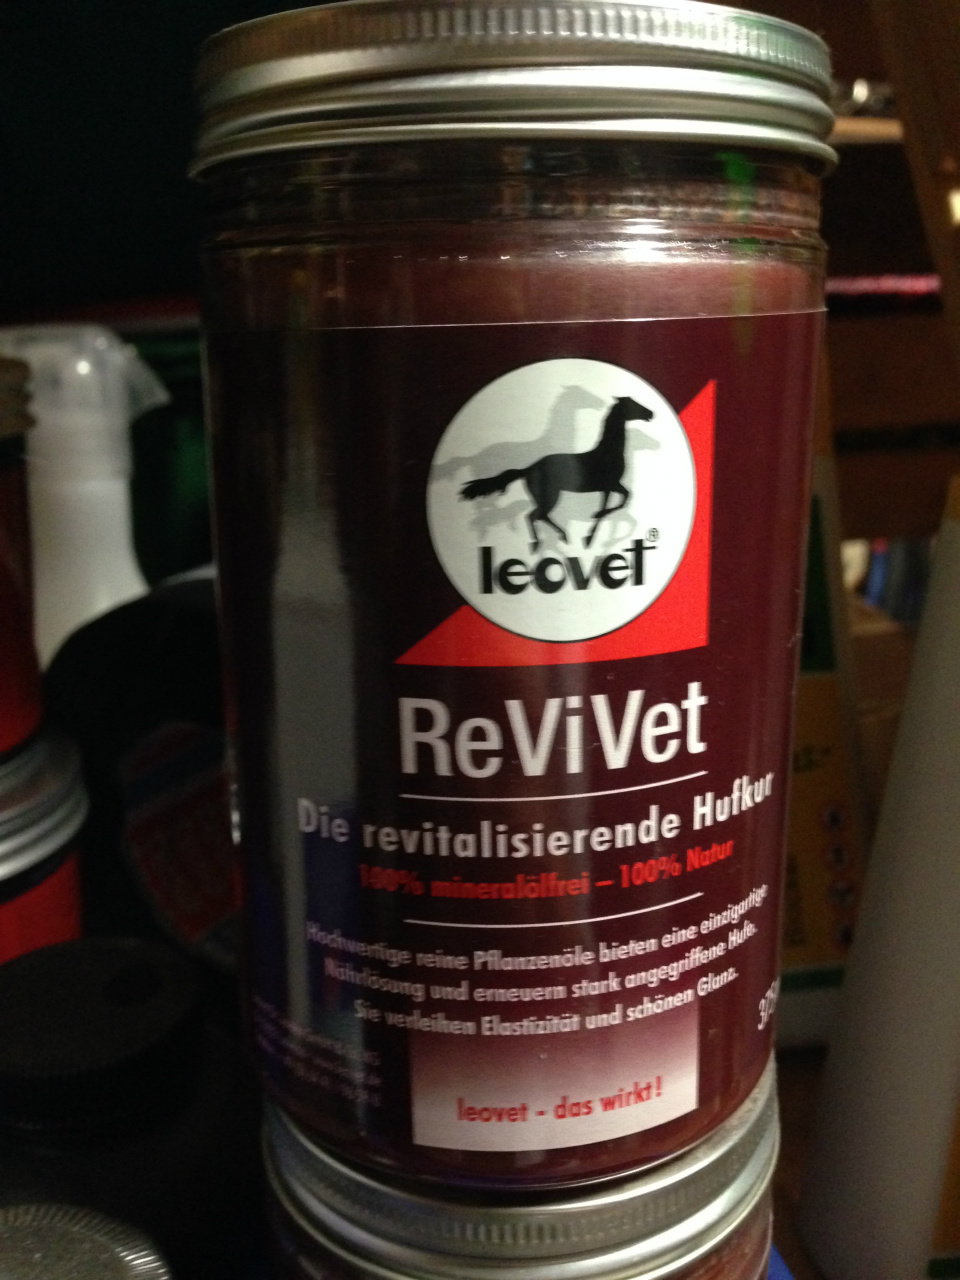 leovet®
ReViVet
Die revitalisierende Hufkur
100% mineralölfrei – 100% Natur
Hochwertige reine Pflanzenöle bieten eine einzigartige
Nährlösung und erneuern stark angegriffene Hufe.
Sie verleihen Elastizität und schönen Glanz.
375
leovet - das wirkt!